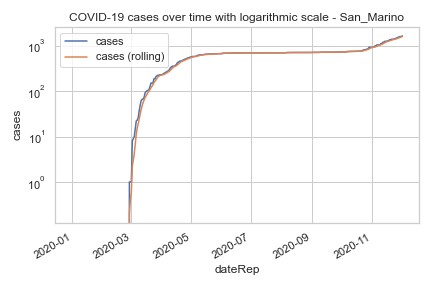 COVID-19 cases over time with logarithmic scale - San_Marino
cases
cases (rolling)
10³
10²
10¹
10⁰
cases
2020-01
2020-03
2020-05
2020-07
2020-09
2020-11
dateRep